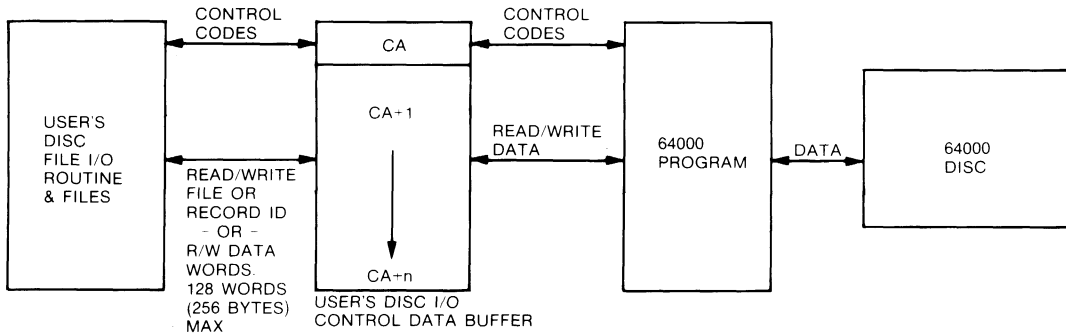 CONTROL
CODES
CA
CONTROL
CODES
USER'S
DISC
FILE I/O
ROUTINE
& FILES
READ/WRITE
FILE OR
RECORD ID
- OR -
R/W DATA
WORDS.
128 WORDS
(256 BYTES)
MAX
CA+1
CA+n
USER'S DISC I/O
CONTROL DATA BUFFER
READ/WRITE
DATA
64000
PROGRAM
DATA
64000
DISC